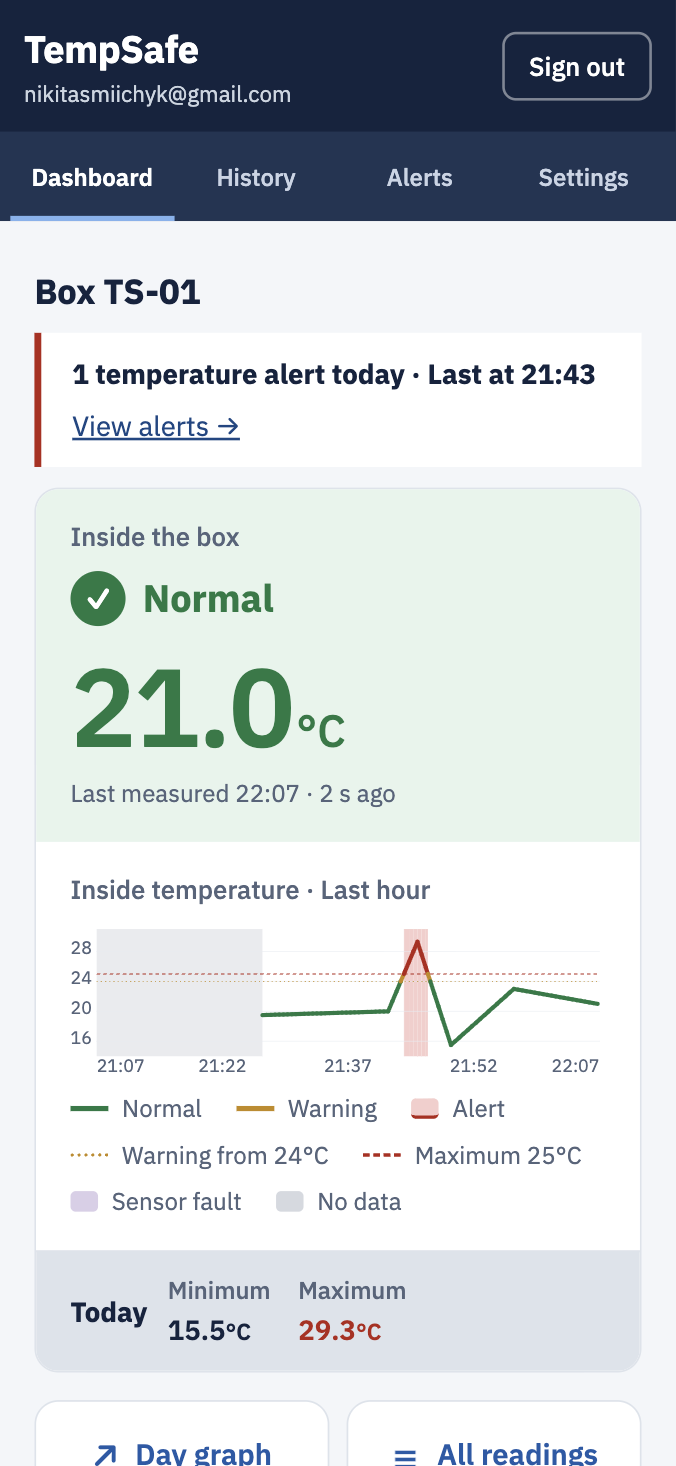 TempSafe
nikitasmiichyk@gmail.com
Sign out
Dashboard History Alerts Settings
Box TS-01
1 temperature alert today · Last at 21:43
View alerts →
Inside the box
Normal
21.0°C
Last measured 22:07 · 2 s ago
Inside temperature · Last hour
28
24
20
16
21:07 21:22 21:37 21:52 22:07
Normal Warning Alert
Warning from 24°C Maximum 25°C
Sensor fault No data
Today
Minimum Maximum
15.5°C 29.3°C
Day graph All readings